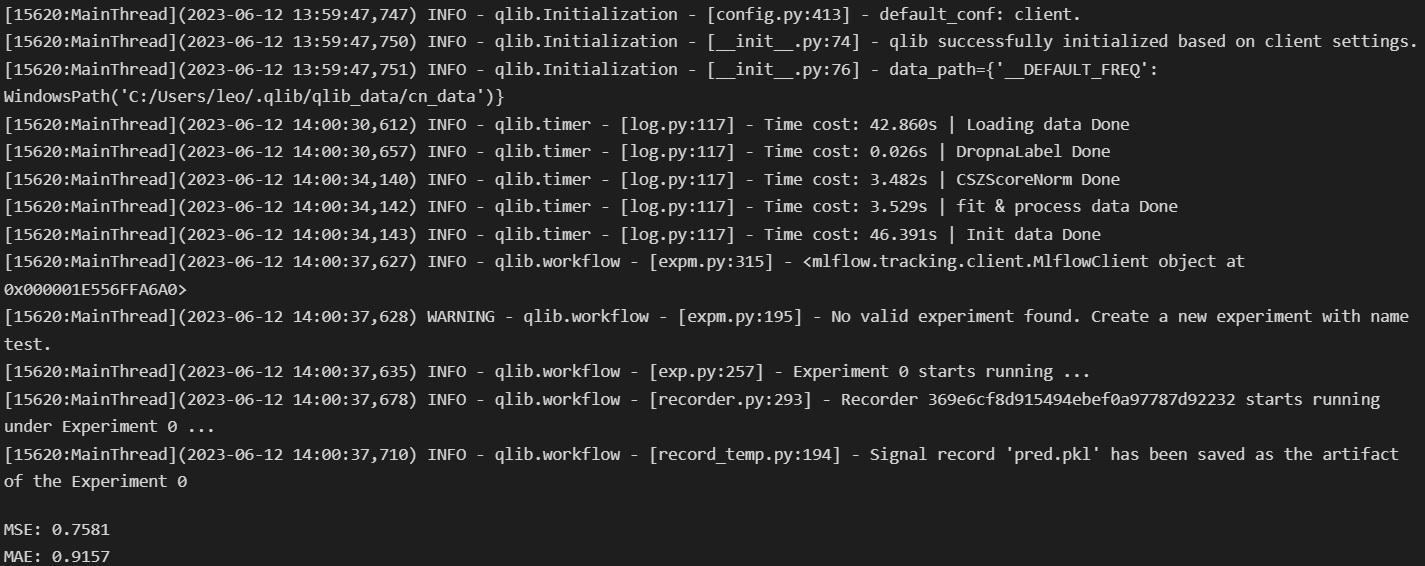 [15620:MainThread](2023-06-12 13:59:47,747) INFO - qlib.Initialization - [config.py:413] - default_conf: client.
[15620:MainThread](2023-06-12 13:59:47,750) INFO - qlib.Initialization - [__init__.py:74] - qlib successfully initialized based on client settings.
[15620:MainThread](2023-06-12 13:59:47,751) INFO - qlib.Initialization - [__init__.py:76] - data_path={'__DEFAULT_FREQ':
WindowsPath('C:/Users/leo/.qlib/qlib_data/cn_data')}
[15620:MainThread](2023-06-12 14:00:30,612) INFO - qlib.timer - [log.py:117] - Time cost: 42.860s | Loading data Done
[15620:MainThread](2023-06-12 14:00:30,657) INFO - qlib.timer - [log.py:117] - Time cost: 0.026s | DropnaLabel Done
[15620:MainThread](2023-06-12 14:00:34,140) INFO - qlib.timer - [log.py:117] - Time cost: 3.482s | CSZScoreNorm Done
[15620:MainThread](2023-06-12 14:00:34,142) INFO - qlib.timer - [log.py:117] - Time cost: 3.529s | fit & process data Done
[15620:MainThread](2023-06-12 14:00:34,143) INFO - qlib.timer - [log.py:117] - Time cost: 46.391s | Init data Done
[15620:MainThread](2023-06-12 14:00:37,627) INFO - qlib.workflow - [expm.py:315] - <mlflow.tracking.client.MlflowClient object at
0x000001E556FFA6A0>
[15620:MainThread](2023-06-12 14:00:37,628) WARNING - qlib.workflow - [expm.py:195] - No valid experiment found. Create a new experiment with name
test.
[15620:MainThread](2023-06-12 14:00:37,635) INFO - qlib.workflow - [exp.py:257] - Experiment 0 starts running ...
[15620:MainThread](2023-06-12 14:00:37,678) INFO - qlib.workflow - [recorder.py:293] - Recorder 369e6cf8d915494ebef0a97787d92232 starts running
under Experiment 0 ...
[15620:MainThread](2023-06-12 14:00:37,710) INFO - qlib.workflow - [record_temp.py:194] - Signal record 'pred.pkl' has been saved as the artifact
of the Experiment 0
MSE: 0.7581
MAE: 0.9157